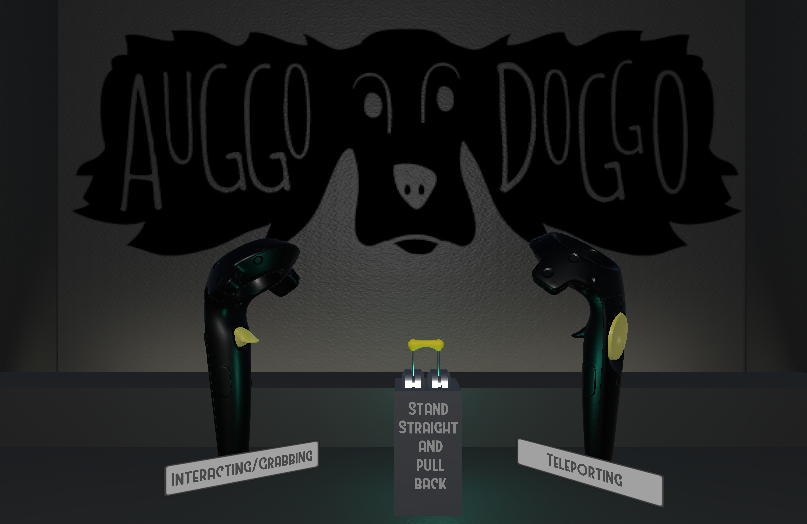 AUGGO DOGGO
STAND
STRAIGHT
AND
PULL
BACK
INTERACTING/GRABBING
TELEPORTING